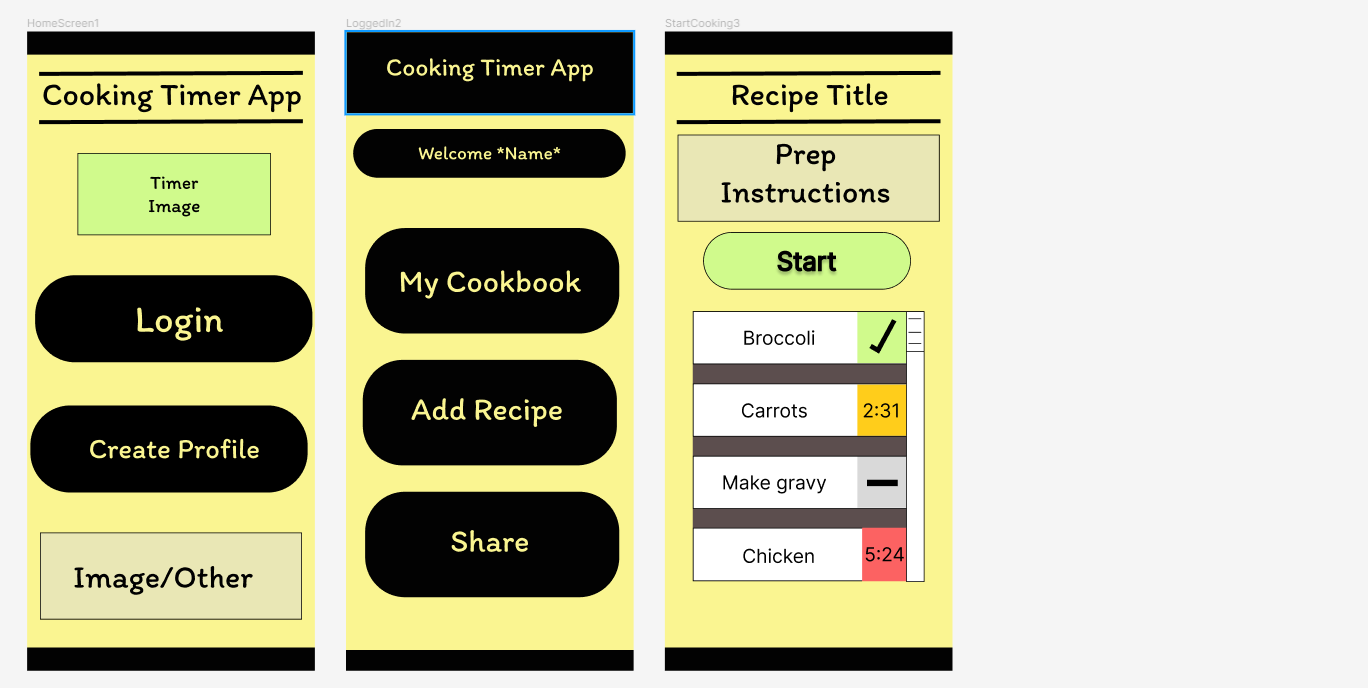 HomeScreen1
Cooking Timer App
Timer
Image
Login
Create Profile
Image/Other
LoggedIn2
Cooking Timer App
Welcome *Name*
My Cookbook
Add Recipe
Share
StartCooking3
Recipe Title
Prep
Instructions
Start
Broccoli
Carrots 2:31
Make gravy
Chicken 5:24